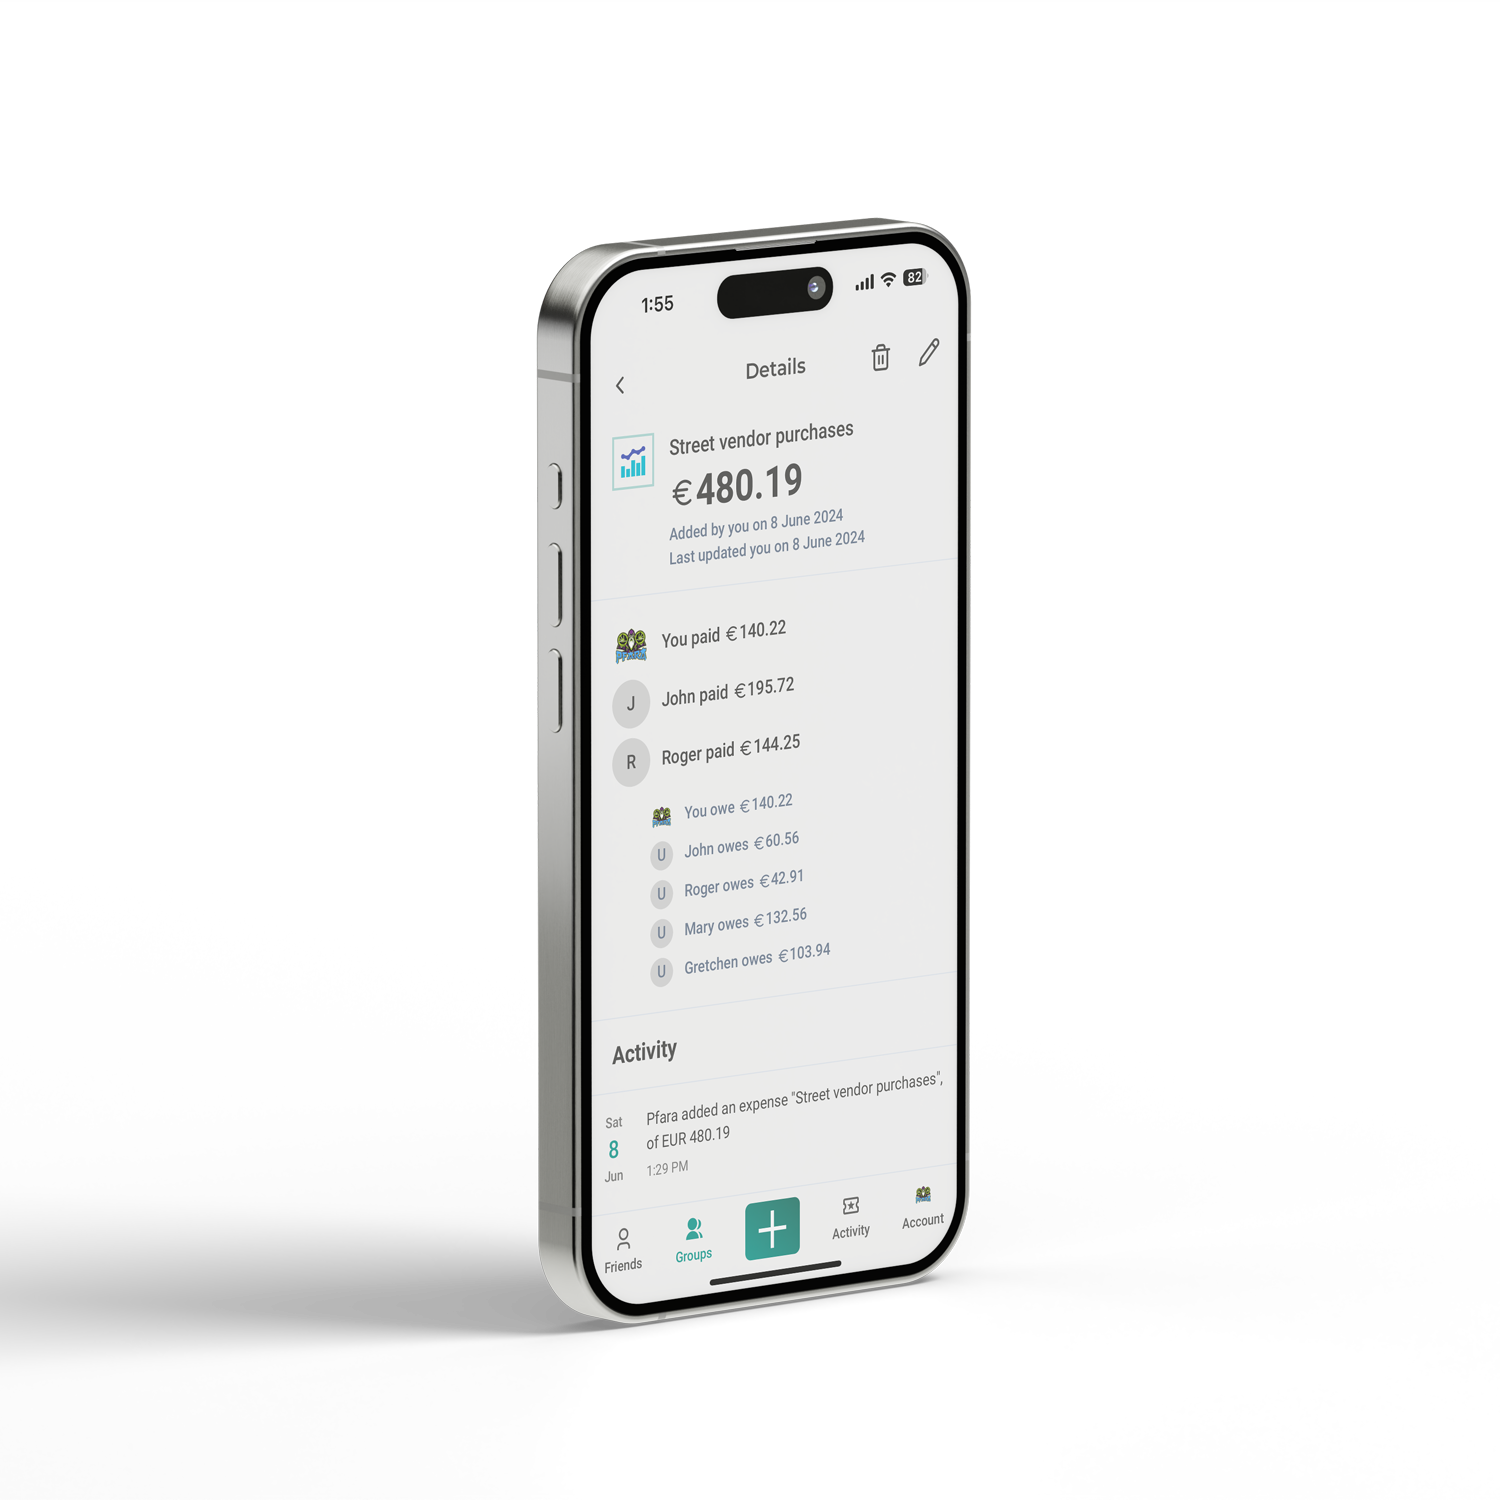 1:55
82
Details
Street vendor purchases
€480.19
Added by you on 8 June 2024
Last updated you on 8 June 2024
You paid €140.22
J
John paid €195.72
R
Roger paid €144.25
You owe €140.22
U
John owes €60.56
U
Roger owes €42.91
U
Mary owes €132.56
U
Gretchen owes €103.94
Activity
Sat
8
Jun
Pfara added an expense "Street vendor purchases",
of EUR 480.19
1:29 PM
Friends
Groups
Activity
Account